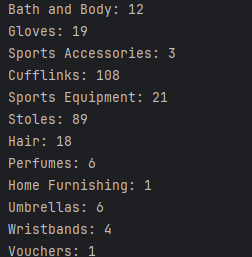 Bath and Body: 12
Gloves: 19
Sports Accessories: 3
Cufflinks: 108
Sports Equipment: 21
Stoles: 89
Hair: 18
Perfumes: 6
Home Furnishing: 1
Umbrellas: 6
Wristbands: 4
Vouchers: 1